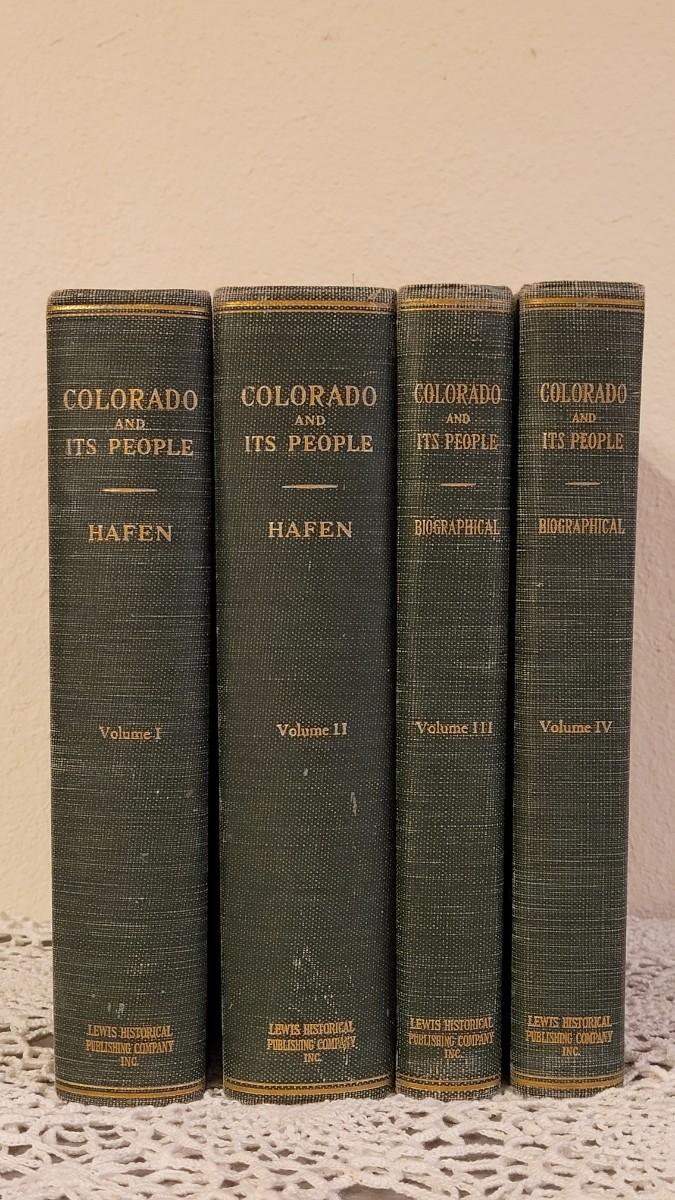 COLORADO
AND
ITS PEOPLE
HAFEN
Volume I
LEWIS HISTORICAL
PUBLISHING COMPANY
INC.
COLORADO
AND
ITS PEOPLE
HAFEN
Volume II
LEWIS HISTORICAL
PUBLISHING COMPANY
INC.
COLORADO
AND
ITS PEOPLE
BIOGRAPHICAL
Volume III
LEWIS HISTORICAL
PUBLISHING COMPANY
INC.
COLORADO
AND
ITS PEOPLE
BIOGRAPHICAL
Volume IV
LEWIS HISTORICAL
PUBLISHING COMPANY
INC.